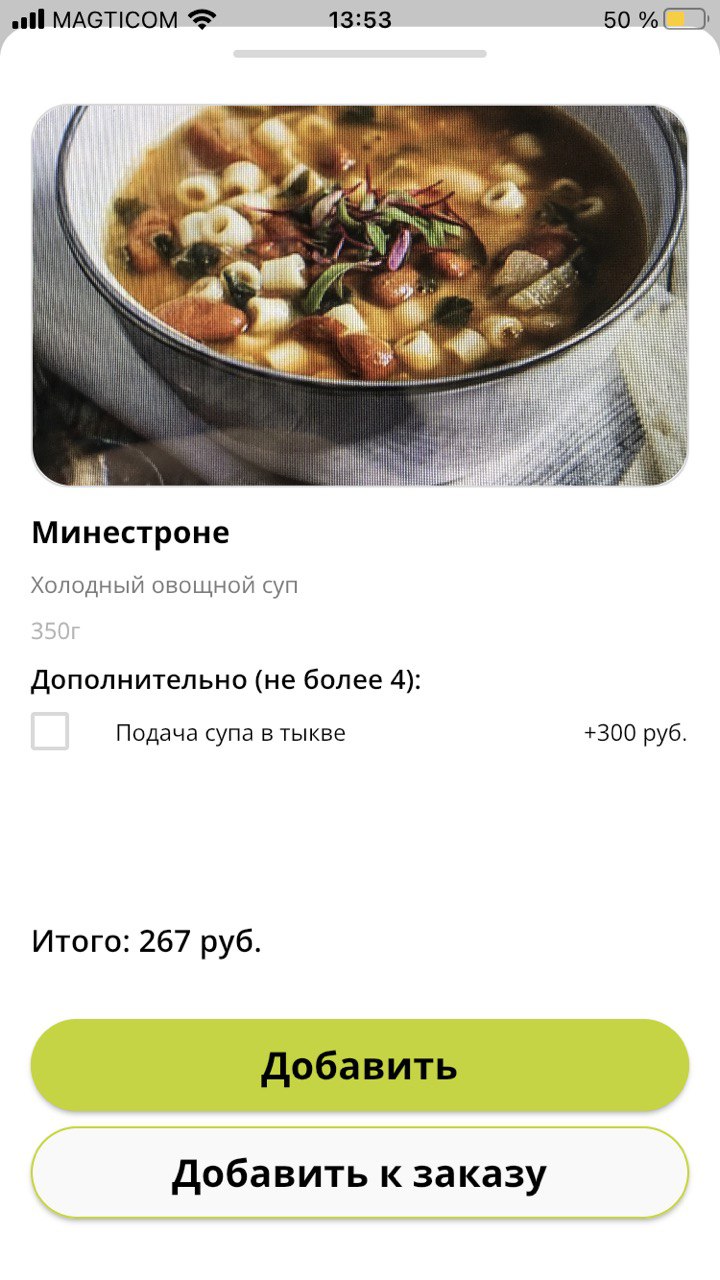 MAGTICOM 13:53 50 %
Минестроне
Холодный овощной суп
350г
Дополнительно (не более 4):
Подача супа в тыкве +300 руб.
Итого: 267 руб.
Добавить
Добавить к заказу